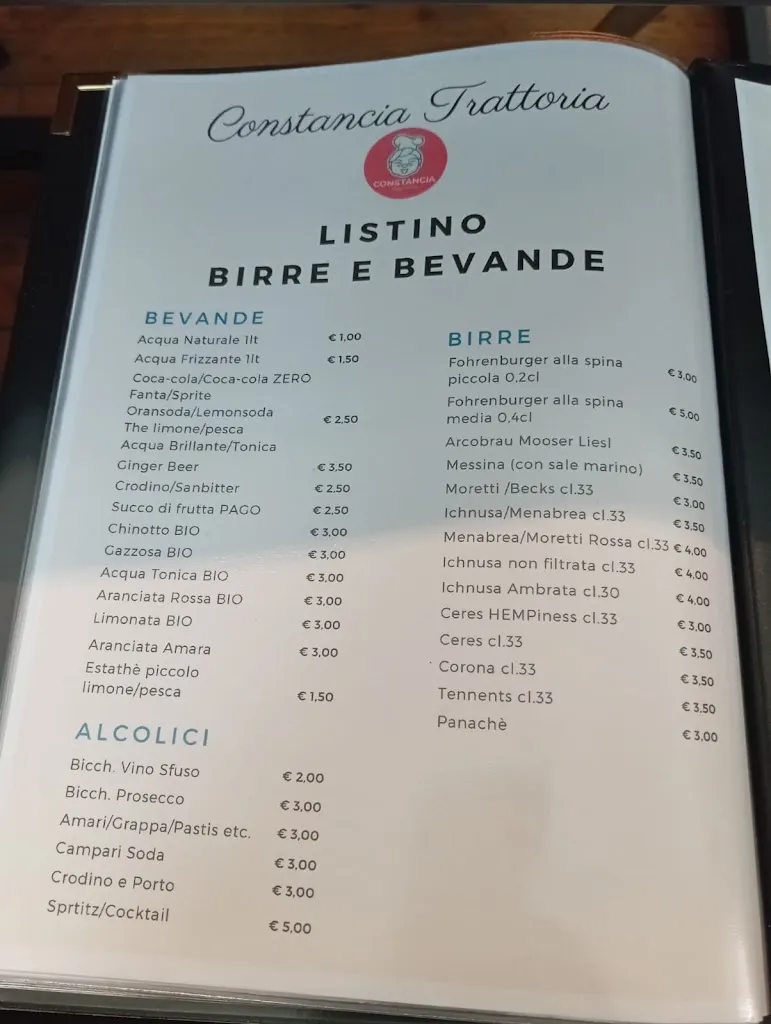 Constancia Trattoria
CONSTANCIA
LISTINO
BIRRE E BEVANDE
BEVANDE
Acqua Naturale 1lt € 1,00
Acqua Frizzante 1lt € 1,50
Coca-cola/Coca-cola ZERO
Fanta/Sprite
Oransoda/Lemonsoda € 2,50
The limone/pesca
Acqua Brillante/Tonica
Ginger Beer € 3,50
Crodino/Sanbitter € 2,50
Succo di frutta PAGO € 2,50
Chinotto BIO € 3,00
Gazzosa BIO € 3,00
Acqua Tonica BIO € 3,00
Aranciata Rossa BIO € 3,00
Limonata BIO € 3,00
Aranciata Amara € 3,00
Estathè piccolo
limone/pesca € 1,50
ALCOLICI
Bicch. Vino Sfuso € 2,00
Bicch. Prosecco € 3,00
Amari/Grappa/Pastis etc. € 3,00
Campari Soda € 3,00
Crodino e Porto € 3,00
Sprtitz/Cocktail € 5,00
BIRRE
Fohrenburger alla spina
piccola 0,2cl € 3,00
Fohrenburger alla spina
media 0,4cl € 5,00
Arcobrau Mooser Liesl € 3,50
Messina (con sale marino) € 3,50
Moretti /Becks cl.33 € 3,00
Ichnusa/Menabrea cl.33 € 3,50
Menabrea/Moretti Rossa cl.33 € 4,00
Ichnusa non filtrata cl.33 € 4,00
Ichnusa Ambrata cl.30 € 4,00
Ceres HEMPiness cl.33 € 3,00
Ceres cl.33 € 3,50
Corona cl.33 € 3,50
Tennents cl.33 € 3,50
Panachè € 3,00